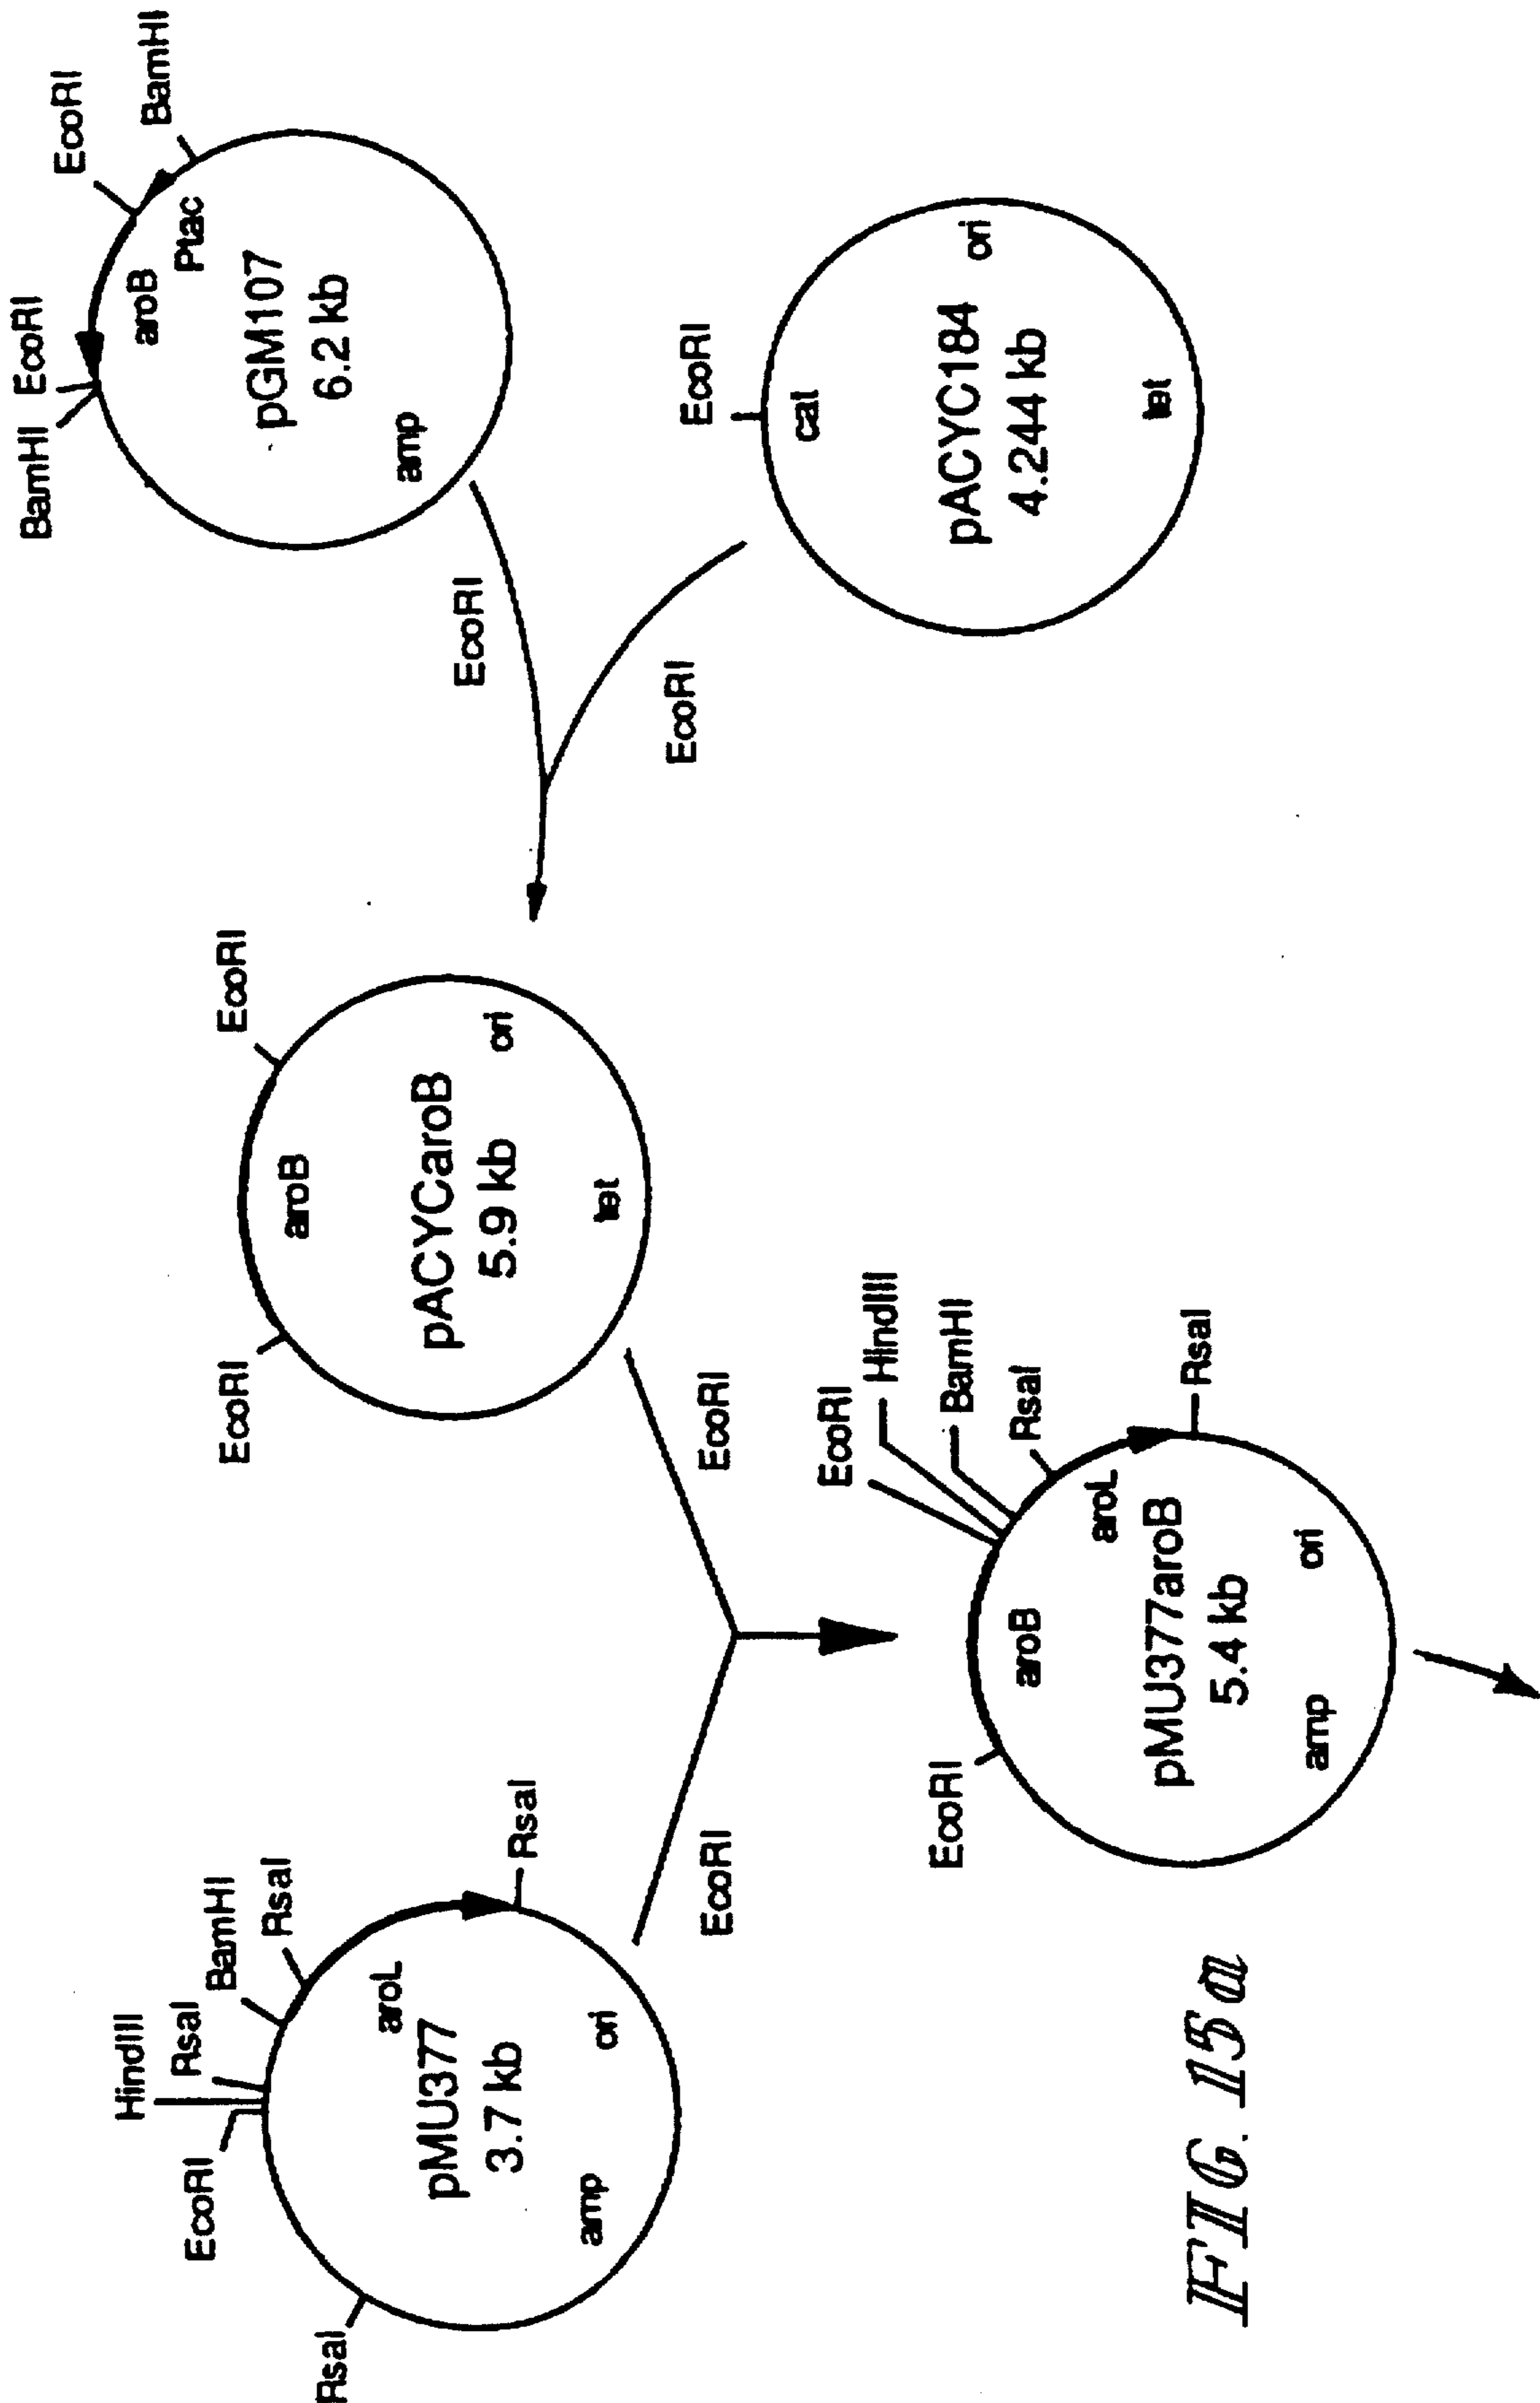 HindIII
EcoRI
RsaI
BamHI
RsaI
RsaI
RsaI
aroL
pMU377
3.7 kb
amp
ori
EcoRI
EcoRI
EcoRI
aroB
pACYCaroB
5.9 kb
ori
tet
EcoRI
BamHI
EcoRI
EcoRI
BamHI
aroB
Ptac
pGM107
6.2 kb
amp
EcoRI
EcoRI
EcoRI
cat
pACYC184
4.244 kb
ori
tet
EcoRI
EcoRI
HindIII
BamHI
RsaI
RsaI
aroB
aroL
pMU377aroB
5.4 kb
amp
ori
FIG. 15a